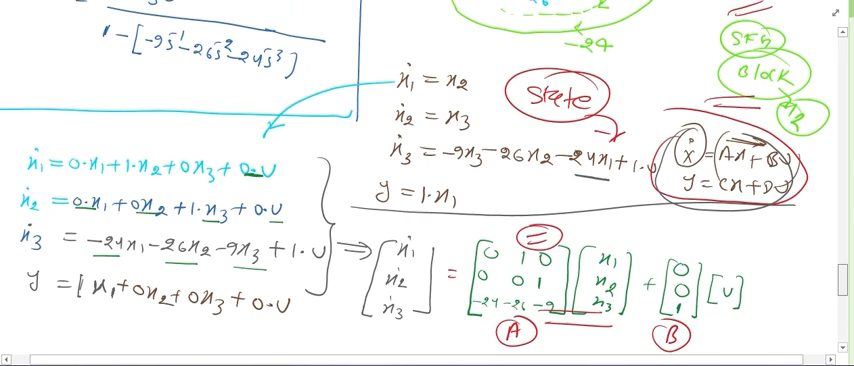 1 - [-9s⁻¹ - 26s⁻² - 24s⁻³]
-24
SFG
Block
ẋ₁ = x₂
ẋ₂ = x₃
ẋ₃ = -9x₃ - 26x₂ - 24x₁ + 1·U
y = 1·x₁
State
ẋ = Ax + BU
y = Cx + DU
ẋ₁ = 0·x₁ + 1·x₂ + 0x₃ + 0·U
ẋ₂ = 0·x₁ + 0x₂ + 1·x₃ + 0·U
ẋ₃ = -24x₁ - 26x₂ - 9x₃ + 1·U
y = 1 x₁ + 0x₂ + 0x₃ + 0·U
⇒ [ẋ₁ ẋ₂ ẋ₃] = [0 1 0 0 0 1 -24 -26 -9] [x₁ x₂ x₃] + [0 0 1] [U]
A B